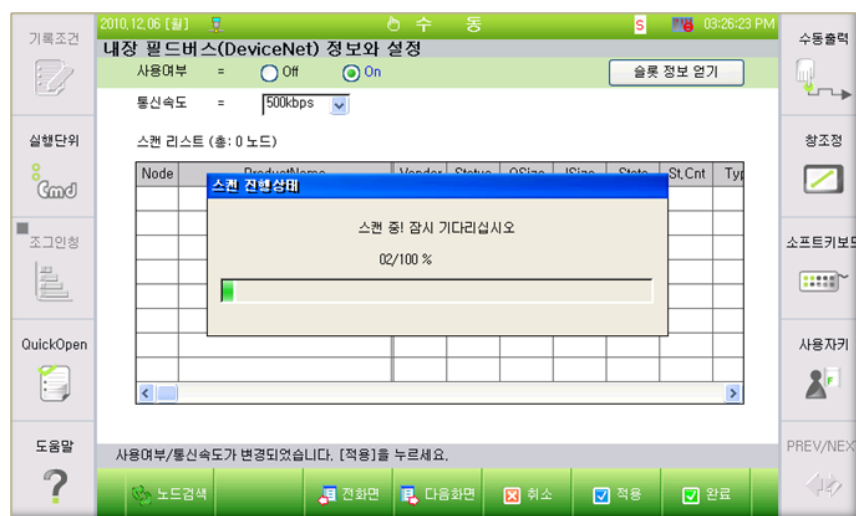 기록조건
실행단위
Cmd
조그인칭
QuickOpen
도움말
2010,12,06 [월]
수 동
S
03:26:23 PM
내장 필드버스(DeviceNet) 정보와 설정
사용여부 = Off On
슬롯 정보 열기
통신속도 = 500kbps
스캔 리스트 (총: 0 노드)
Node ProductName Vendor Status OSize ISize State St,Cnt Typ
스캔 진행상태
스캔 중! 잠시 기다리십시오
02/100 %
사용여부/통신속도가 변경되었습니다. [적용]을 누르세요.
노드검색 전화면 다음화면 취소 적용 완료
수동출력
창조정
소프트키보드
사용자키
F
PREV/NEX